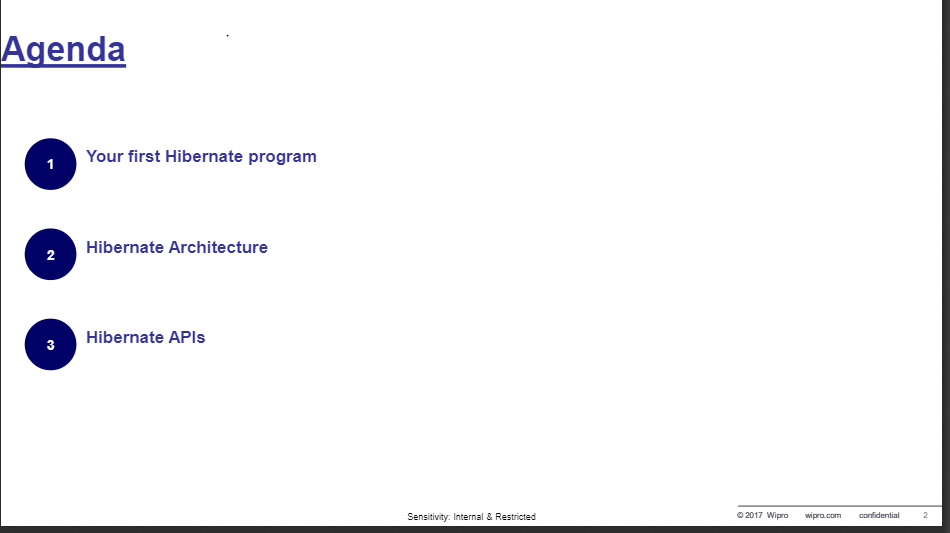 Agenda
1 Your first Hibernate program
2 Hibernate Architecture
3 Hibernate APIs
Sensitivity: Internal & Restricted
© 2017 Wipro wipro.com confidential 2